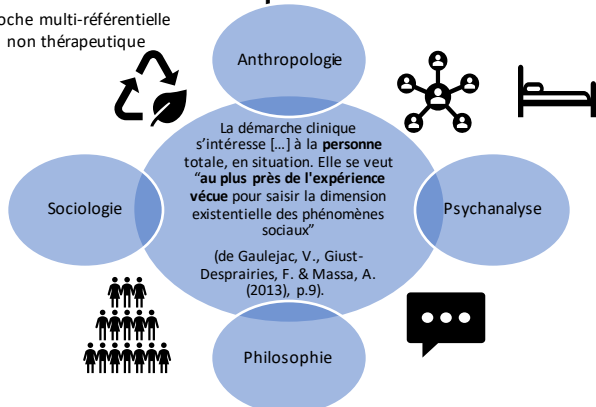 oche multi-référentielle
non thérapeutique
Anthropologie
La démarche clinique
s’intéresse […] à la personne
totale, en situation. Elle se veut
“au plus près de l'expérience
vécue pour saisir la dimension
existentielle des phénomènes
sociaux”
(de Gaulejac, V., Giust-
Desprairies, F. & Massa, A.
(2013), p.9).
Sociologie
Psychanalyse
Philosophie